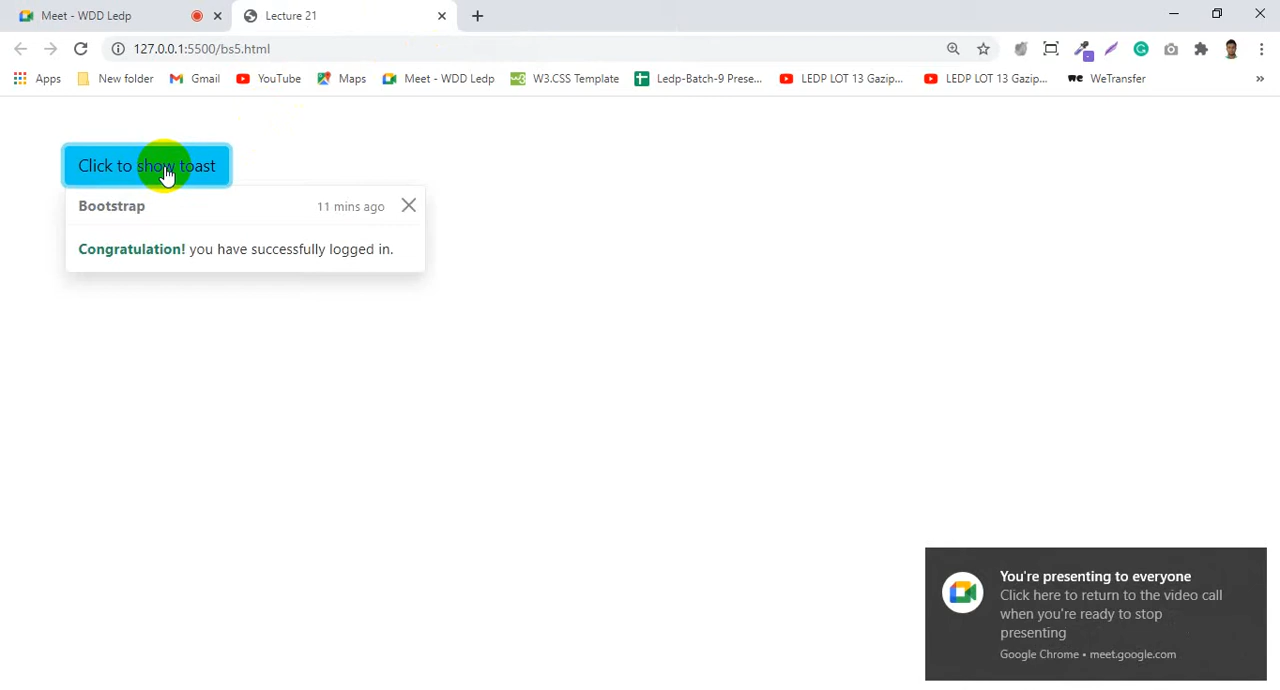 Meet - WDD Ledp
Lecture 21
127.0.0.1:5500/bs5.html
Apps New folder Gmail YouTube Maps Meet - WDD Ledp W3.CSS Template Ledp-Batch-9 Prese... LEDP LOT 13 Gazip... LEDP LOT 13 Gazip... WeTransfer »
Click to show toast
Bootstrap 11 mins ago
Congratulation! you have successfully logged in.
You're presenting to everyone
Click here to return to the video call
when you're ready to stop
presenting
Google Chrome • meet.google.com